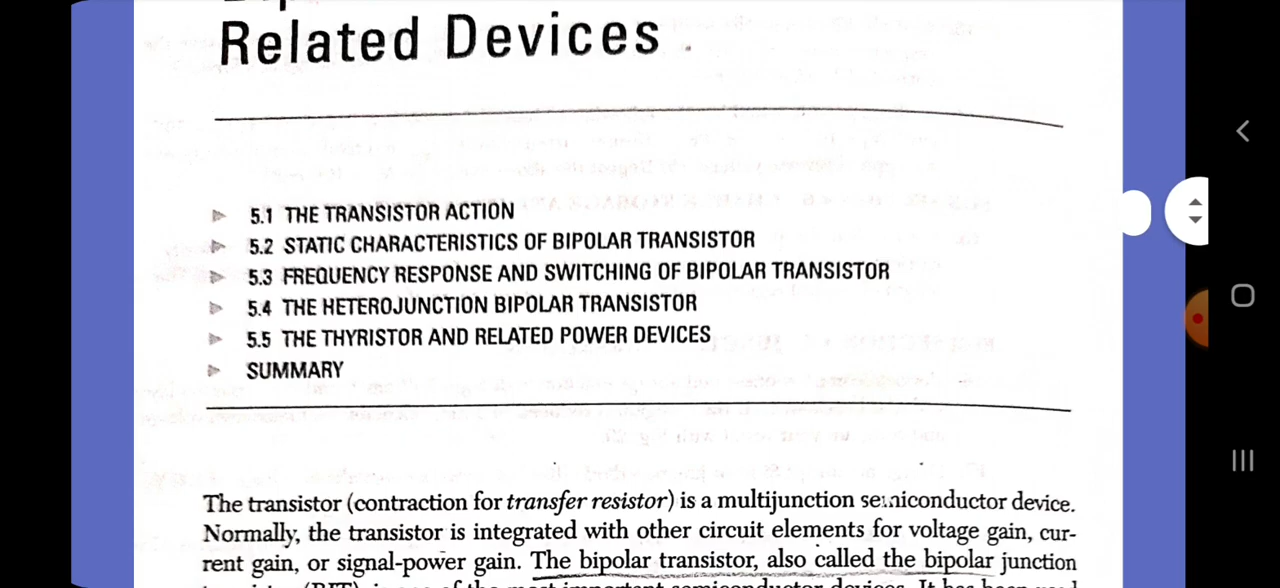 Related Devices
5.1 THE TRANSISTOR ACTION
5.2 STATIC CHARACTERISTICS OF BIPOLAR TRANSISTOR
5.3 FREQUENCY RESPONSE AND SWITCHING OF BIPOLAR TRANSISTOR
5.4 THE HETEROJUNCTION BIPOLAR TRANSISTOR
5.5 THE THYRISTOR AND RELATED POWER DEVICES
SUMMARY
The transistor (contraction for transfer resistor) is a multijunction semiconductor device.
Normally, the transistor is integrated with other circuit elements for voltage gain, cur-
rent gain, or signal-power gain. The bipolar transistor, also called the bipolar junction